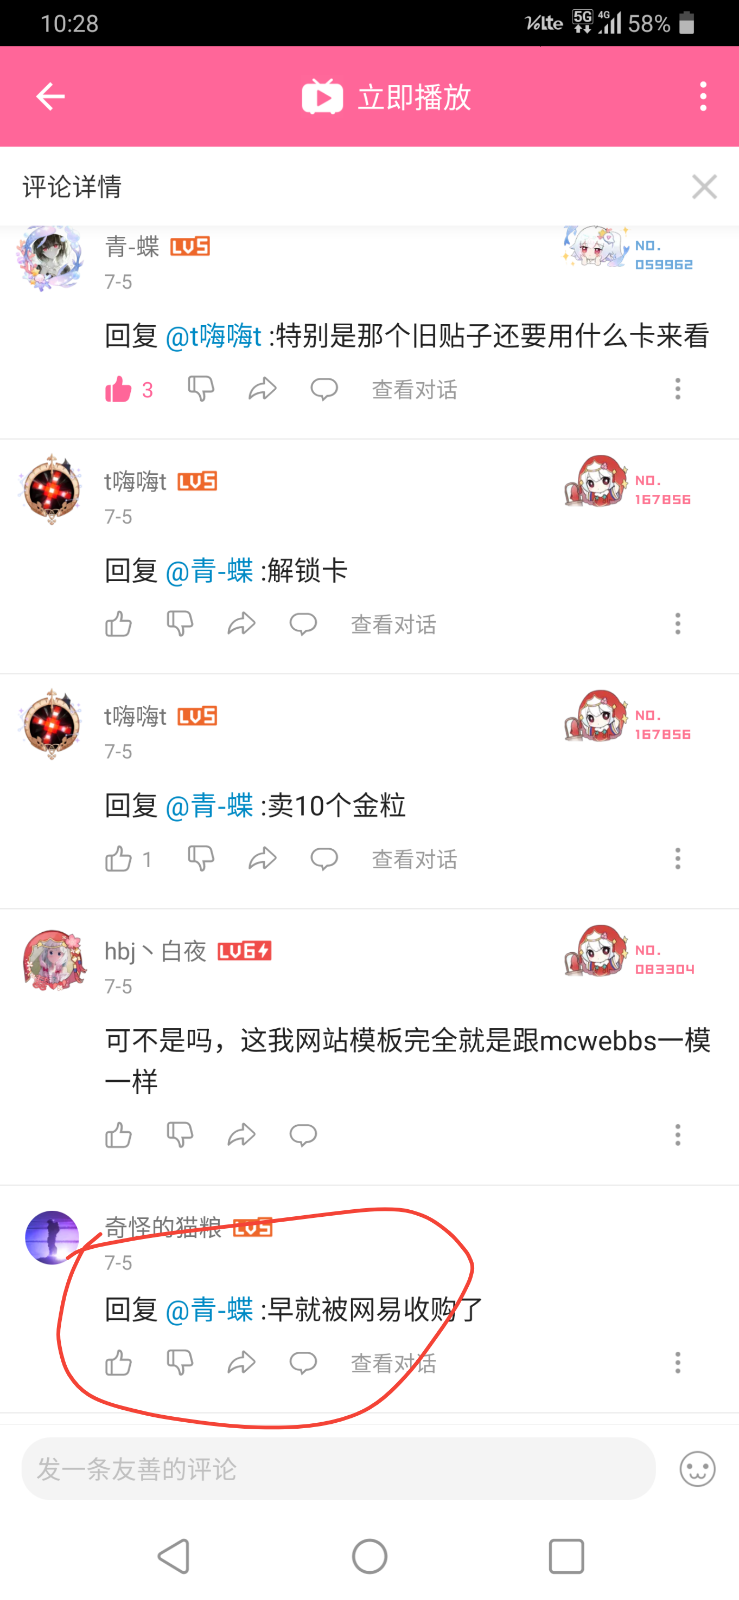 10:28
VoLTE 5G 4G 58%
立即播放
评论详情
青-蝶 LV5
NO.
059962
7-5
回复 @t嗨嗨t :特别是那个旧贴子还要用什么卡来看
3 查看对话
t嗨嗨t LV5
NO.
167856
7-5
回复 @青-蝶 :解锁卡
查看对话
t嗨嗨t LV5
NO.
167856
7-5
回复 @青-蝶 :卖10个金粒
1 查看对话
hbj丶白夜 LV6
NO.
083304
7-5
可不是吗，这我网站模板完全就是跟mcwebbs一模
一样
奇怪的猫粮 LV5
7-5
回复 @青-蝶 :早就被网易收购了
查看对话
发一条友善的评论